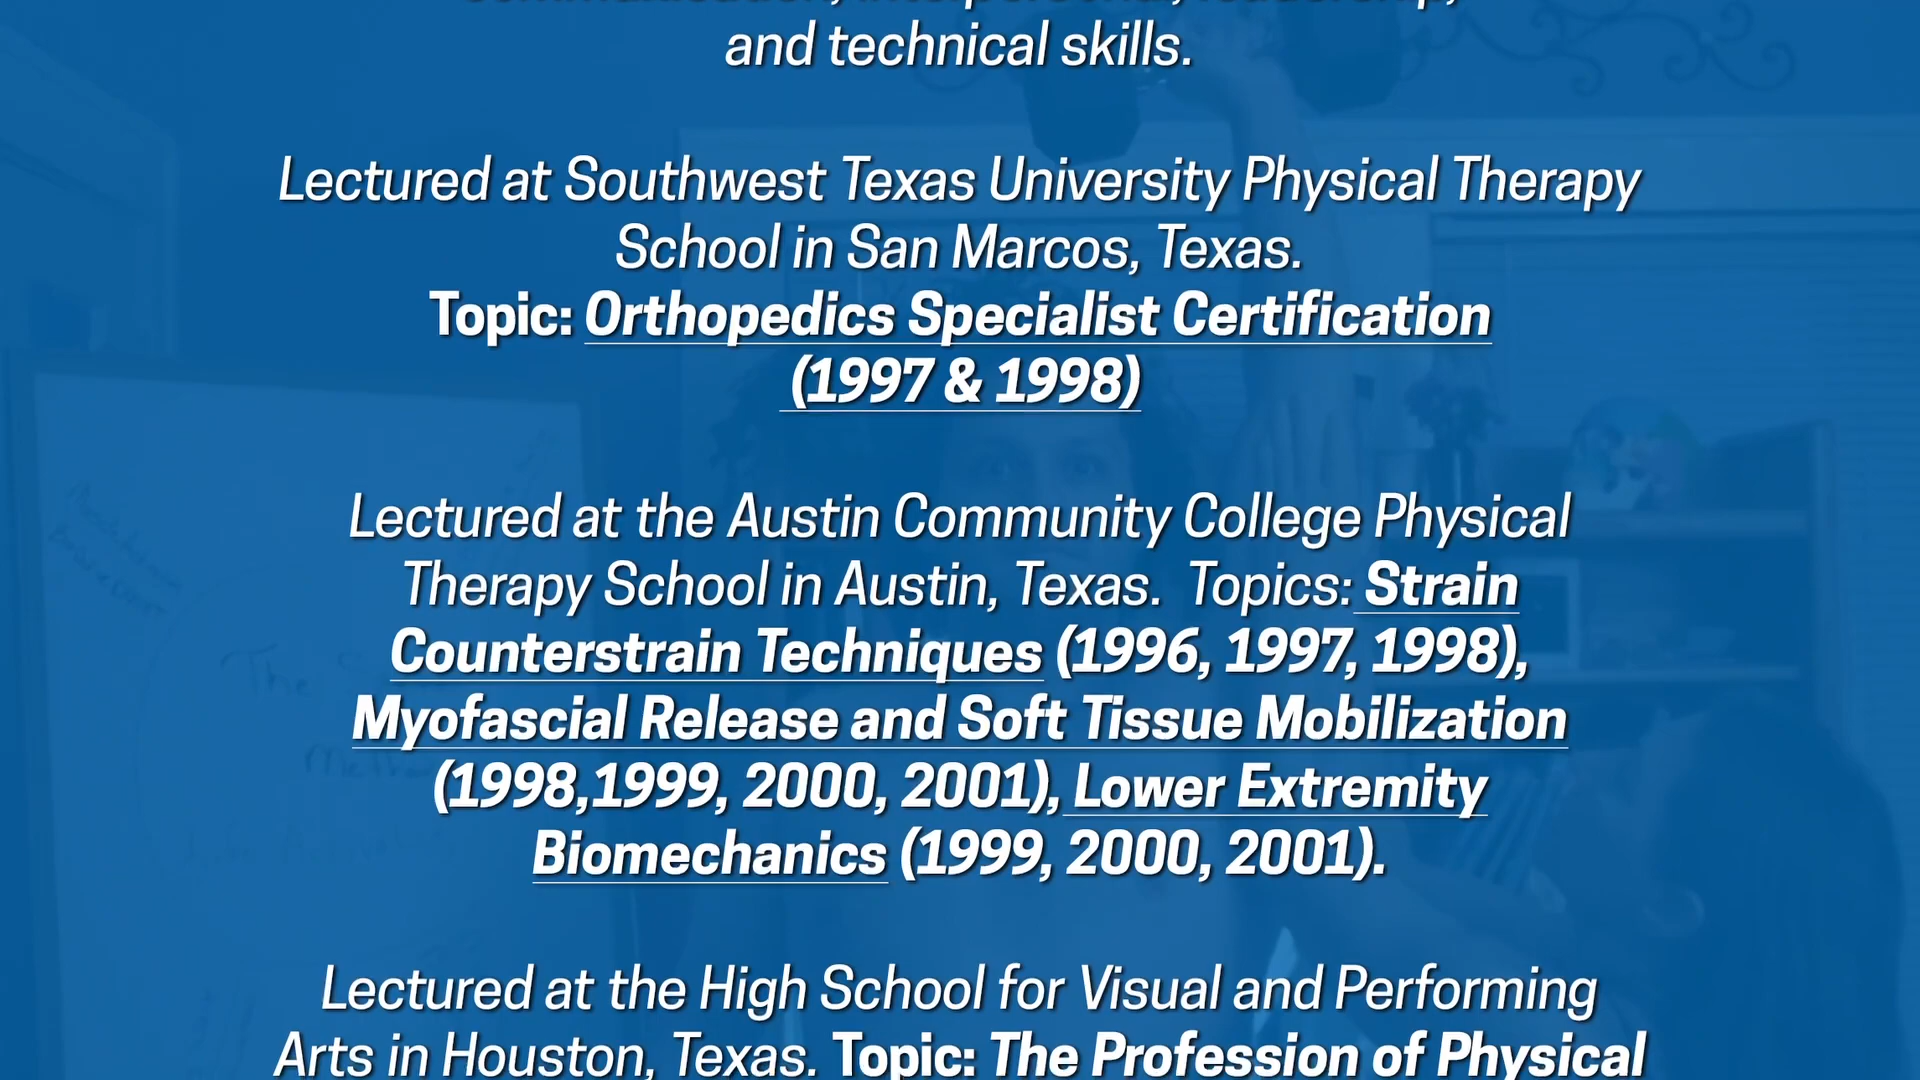 and technical skills.
Lectured at Southwest Texas University Physical Therapy
School in San Marcos, Texas.
Topic: Orthopedics Specialist Certification
(1997 & 1998)
Lectured at the Austin Community College Physical
Therapy School in Austin, Texas.  Topics: Strain
Counterstrain Techniques (1996, 1997, 1998),
Myofascial Release and Soft Tissue Mobilization
(1998,1999, 2000, 2001), Lower Extremity
Biomechanics (1999, 2000, 2001).
Lectured at the High School for Visual and Performing
Arts in Houston, Texas. Topic: The Profession of Physical